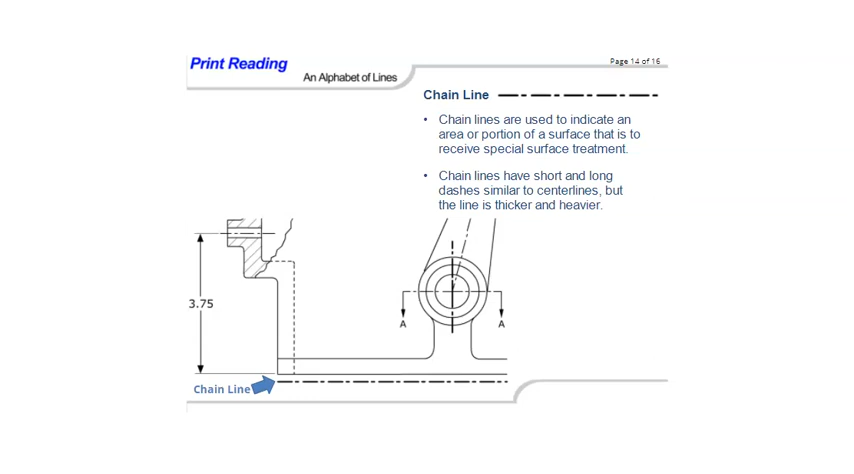 Print Reading
Page 14 of 16
An Alphabet of Lines
Chain Line
• Chain lines are used to indicate an
area or portion of a surface that is to
receive special surface treatment.
• Chain lines have short and long
dashes similar to centerlines, but
the line is thicker and heavier.
3.75
A A
Chain Line